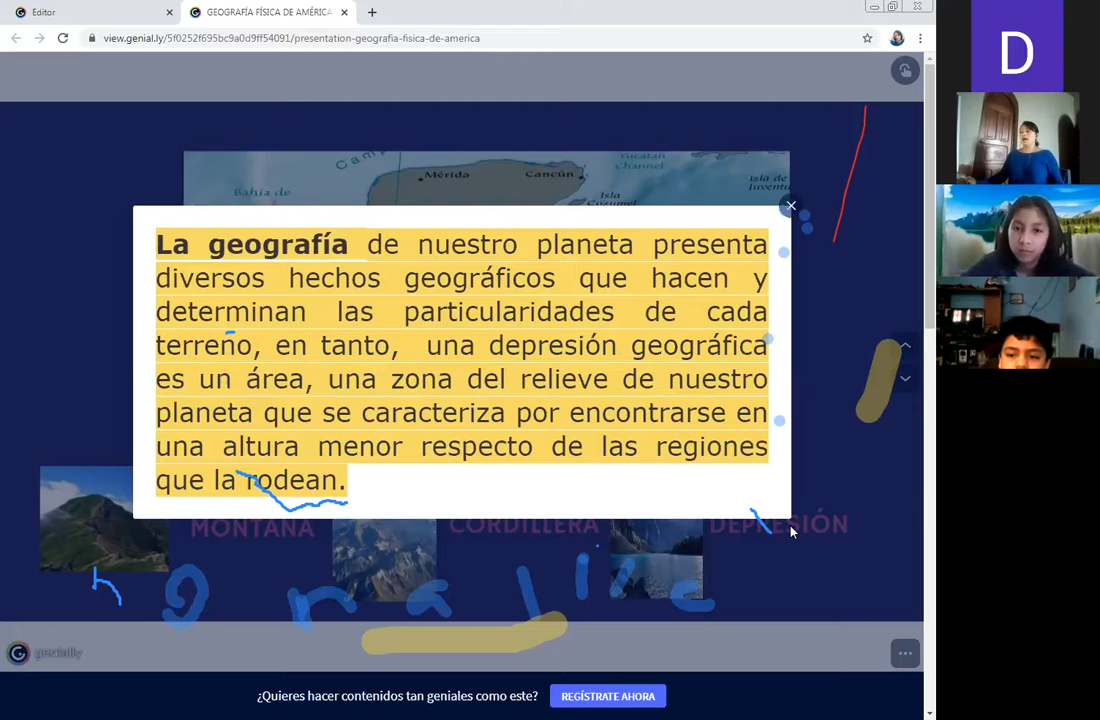 Editor
GEOGRAFÍA FÍSICA DE AMÉRICA
view.genial.ly/5f0252f695bc9a0d9ff54091/presentation-geografia-fisica-de-america
D
Yucatan
Channel
Mérida
Cancún
Bahía de
Isla de
Isla
Cozumel
La geografía de nuestro planeta presenta
diversos hechos geográficos que hacen y
determinan las particularidades de cada
terreno, en tanto, una depresión geográfica
es un área, una zona del relieve de nuestro
planeta que se caracteriza por encontrarse en
una altura menor respecto de las regiones
que la rodean.
MONTAÑA
CORDILLERA
DEPRESIÓN
genially
¿Quieres hacer contenidos tan geniales como este?
REGÍSTRATE AHORA